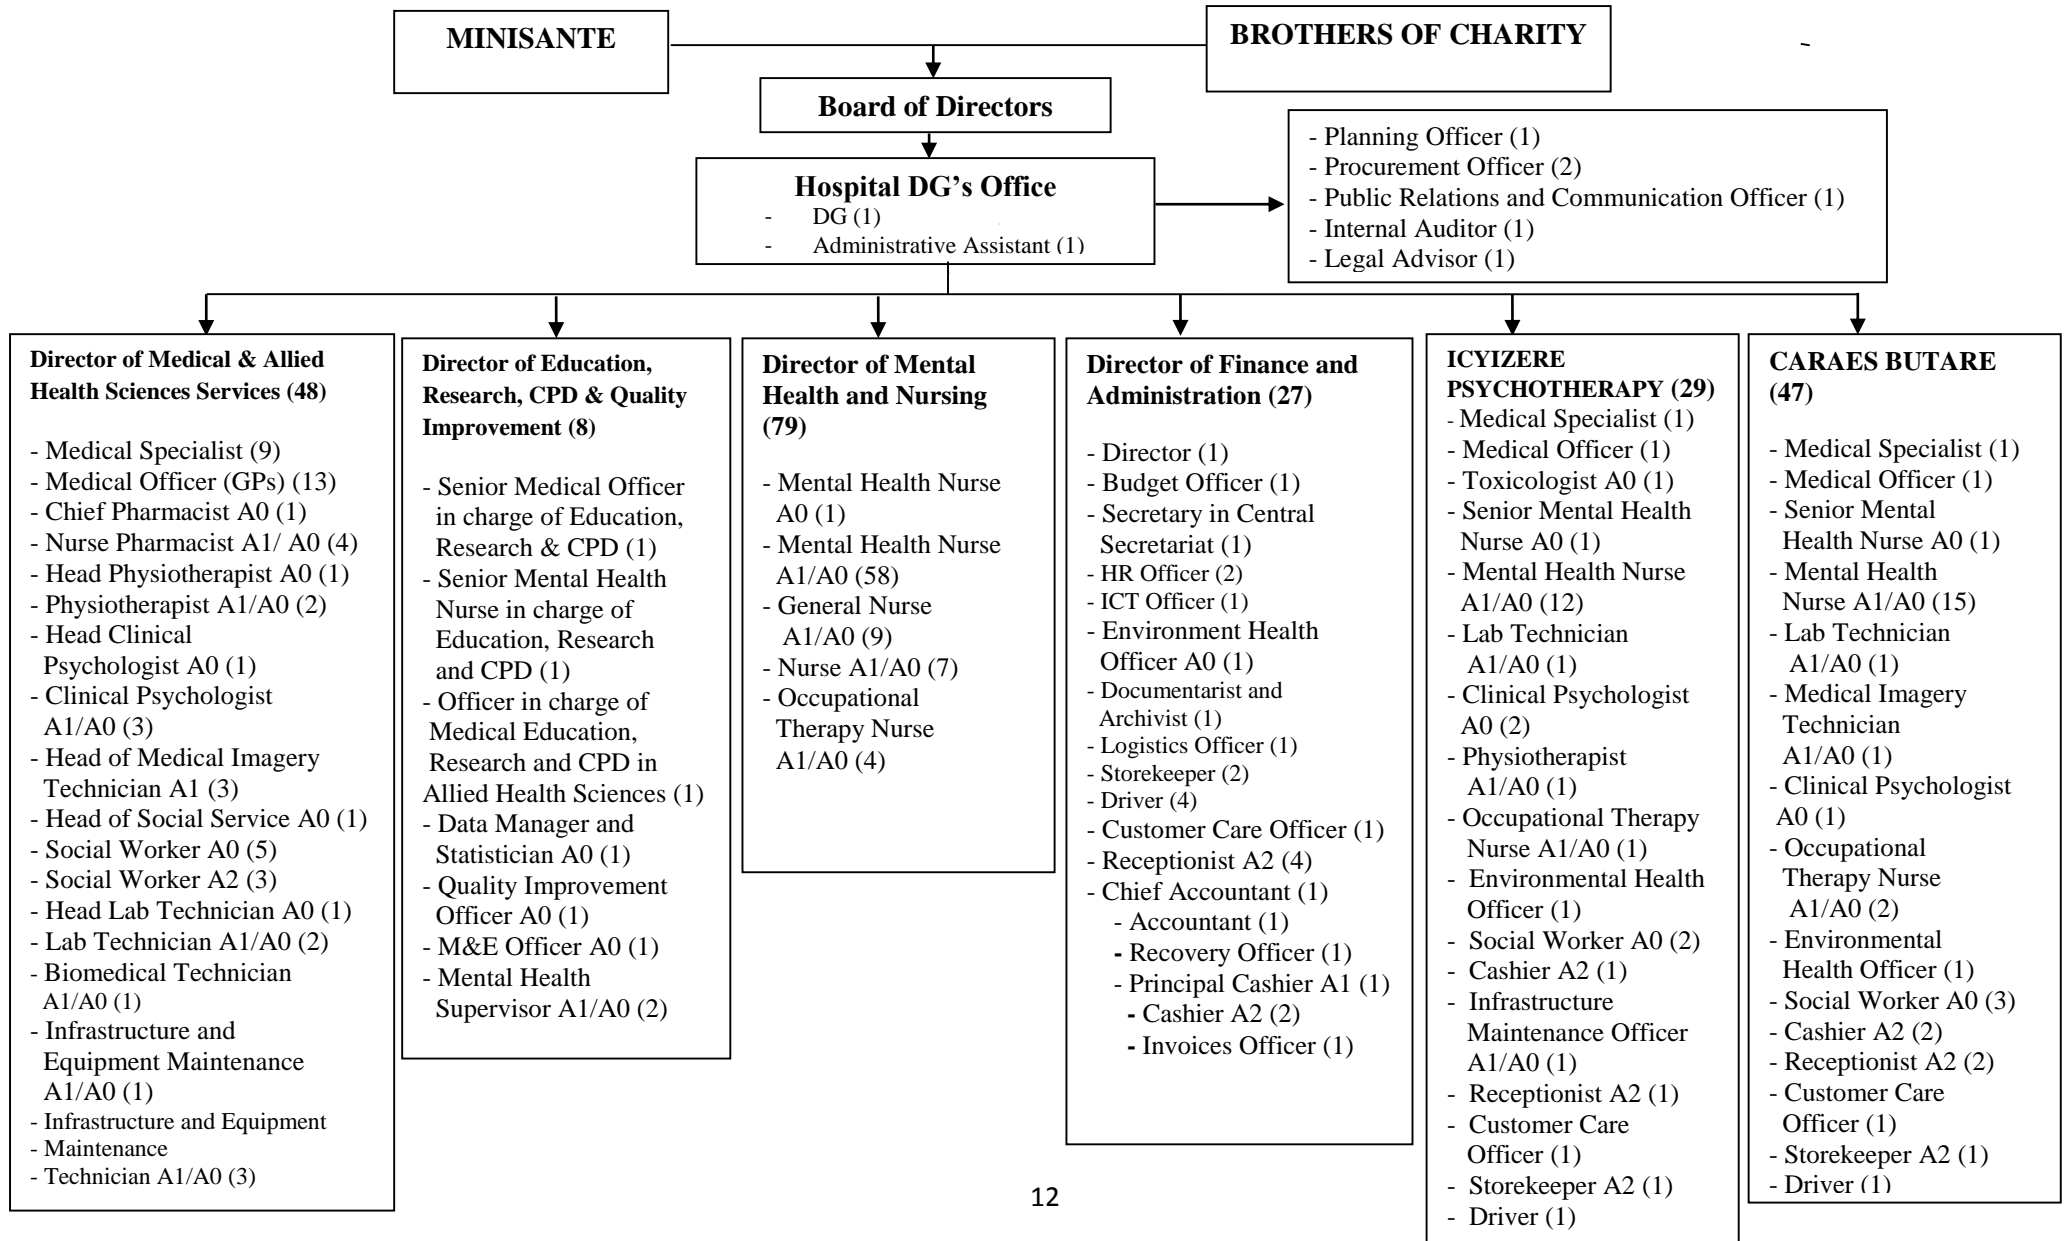 MINISANTE
BROTHERS OF CHARITY
Board of Directors
Hospital DG’s Office
- DG (1)
- Administrative Assistant (1)
- Planning Officer (1)
- Procurement Officer (2)
- Public Relations and Communication Officer (1)
- Internal Auditor (1)
- Legal Advisor (1)
Director of Medical & Allied
Health Sciences Services (48)
- Medical Specialist (9)
- Medical Officer (GPs) (13)
- Chief Pharmacist A0 (1)
- Nurse Pharmacist A1/ A0 (4)
- Head Physiotherapist A0 (1)
- Physiotherapist A1/A0 (2)
- Head Clinical
Psychologist A0 (1)
- Clinical Psychologist
A1/A0 (3)
- Head of Medical Imagery
Technician A1 (3)
- Head of Social Service A0 (1)
- Social Worker A0 (5)
- Social Worker A2 (3)
- Head Lab Technician A0 (1)
- Lab Technician A1/A0 (2)
- Biomedical Technician
A1/A0 (1)
- Infrastructure and
Equipment Maintenance
A1/A0 (1)
- Infrastructure and Equipment
- Maintenance
- Technician A1/A0 (3)
Director of Education,
Research, CPD & Quality
Improvement (8)
- Senior Medical Officer
in charge of Education,
Research & CPD (1)
- Senior Mental Health
Nurse in charge of
Education, Research
and CPD (1)
- Officer in charge of
Medical Education,
Research and CPD in
Allied Health Sciences (1)
- Data Manager and
Statistician A0 (1)
- Quality Improvement
Officer A0 (1)
- M&E Officer A0 (1)
- Mental Health
Supervisor A1/A0 (2)
Director of Mental
Health and Nursing
(79)
- Mental Health Nurse
A0 (1)
- Mental Health Nurse
A1/A0 (58)
- General Nurse
A1/A0 (9)
- Nurse A1/A0 (7)
- Occupational
Therapy Nurse
A1/A0 (4)
Director of Finance and
Administration (27)
- Director (1)
- Budget Officer (1)
- Secretary in Central
Secretariat (1)
- HR Officer (2)
- ICT Officer (1)
- Environment Health
Officer A0 (1)
- Documentarist and
Archivist (1)
- Logistics Officer (1)
- Storekeeper (2)
- Driver (4)
- Customer Care Officer (1)
- Receptionist A2 (4)
- Chief Accountant (1)
- Accountant (1)
- Recovery Officer (1)
- Principal Cashier A1 (1)
- Cashier A2 (2)
- Invoices Officer (1)
ICYIZERE
PSYCHOTHERAPY (29)
- Medical Specialist (1)
- Medical Officer (1)
- Toxicologist A0 (1)
- Senior Mental Health
Nurse A0 (1)
- Mental Health Nurse
A1/A0 (12)
- Lab Technician
A1/A0 (1)
- Clinical Psychologist
A0 (2)
- Physiotherapist
A1/A0 (1)
- Occupational Therapy
Nurse A1/A0 (1)
- Environmental Health
Officer (1)
- Social Worker A0 (2)
- Cashier A2 (1)
- Infrastructure
Maintenance Officer
A1/A0 (1)
- Receptionist A2 (1)
- Customer Care
Officer (1)
- Storekeeper A2 (1)
- Driver (1)
CARAES BUTARE
(47)
- Medical Specialist (1)
- Medical Officer (1)
- Senior Mental
Health Nurse A0 (1)
- Mental Health
Nurse A1/A0 (15)
- Lab Technician
A1/A0 (1)
- Medical Imagery
Technician
A1/A0 (1)
- Clinical Psychologist
A0 (1)
- Occupational
Therapy Nurse
A1/A0 (2)
- Environmental
Health Officer (1)
- Social Worker A0 (3)
- Cashier A2 (2)
- Receptionist A2 (2)
- Customer Care
Officer (1)
- Storekeeper A2 (1)
- Driver (1)
12